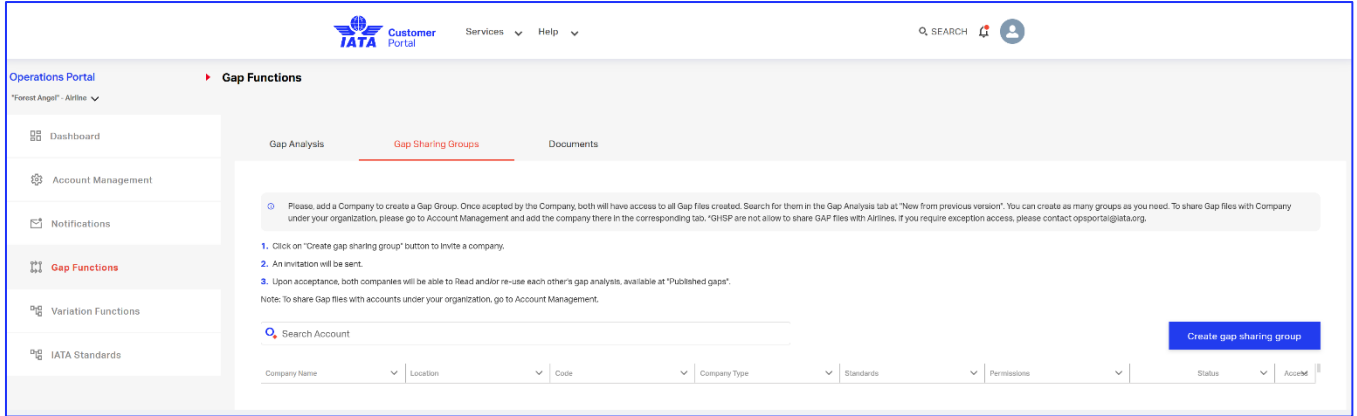 IATA Customer Portal
Services
Help
SEARCH
Operations Portal
"Forest Angel" - Airline
Gap Functions
Dashboard
Account Management
Notifications
Gap Functions
Variation Functions
IATA Standards
Gap Analysis
Gap Sharing Groups
Documents
Please, add a Company to create a Gap Group. Once acepted by the Company, both will have access to all Gap files created. Search for them in the Gap Analysis tab at "New from previous version". You can create as many groups as you need. To share Gap files with Company
under your organization, please go to Account Management and add the company there in the corresponding tab. *GHSP are not allow to share GAP files with Airlines. If you require exception access, please contact opsportal@iata.org.
1. Click on "Create gap sharing group" button to invite a company.
2. An invitation will be sent.
3. Upon acceptance, both companies will be able to Read and/or re-use each other's gap analysis, available at "Published gaps".
Note: To share Gap files with accounts under your organization, go to Account Management.
Search Account
Create gap sharing group
Company Name
Location
Code
Company Type
Standards
Permissions
Status
Access